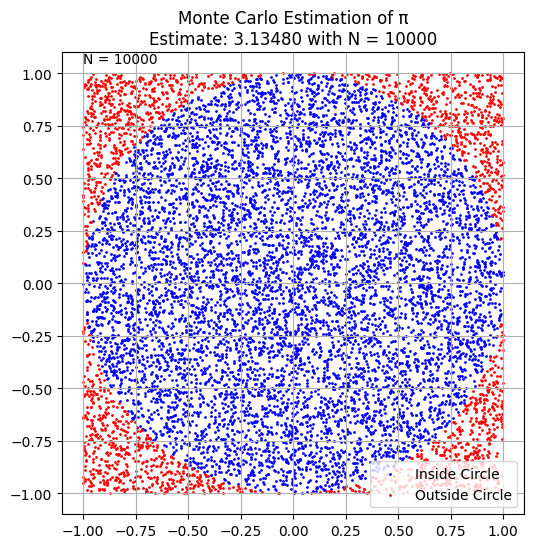 Monte Carlo Estimation of π
Estimate: 3.13480 with N = 10000
N = 10000
1.00
0.75
0.50
0.25
0.00
−0.25
−0.50
−0.75
−1.00
Inside Circle
Outside Circle
−1.00 −0.75 −0.50 −0.25 0.00 0.25 0.50 0.75 1.00